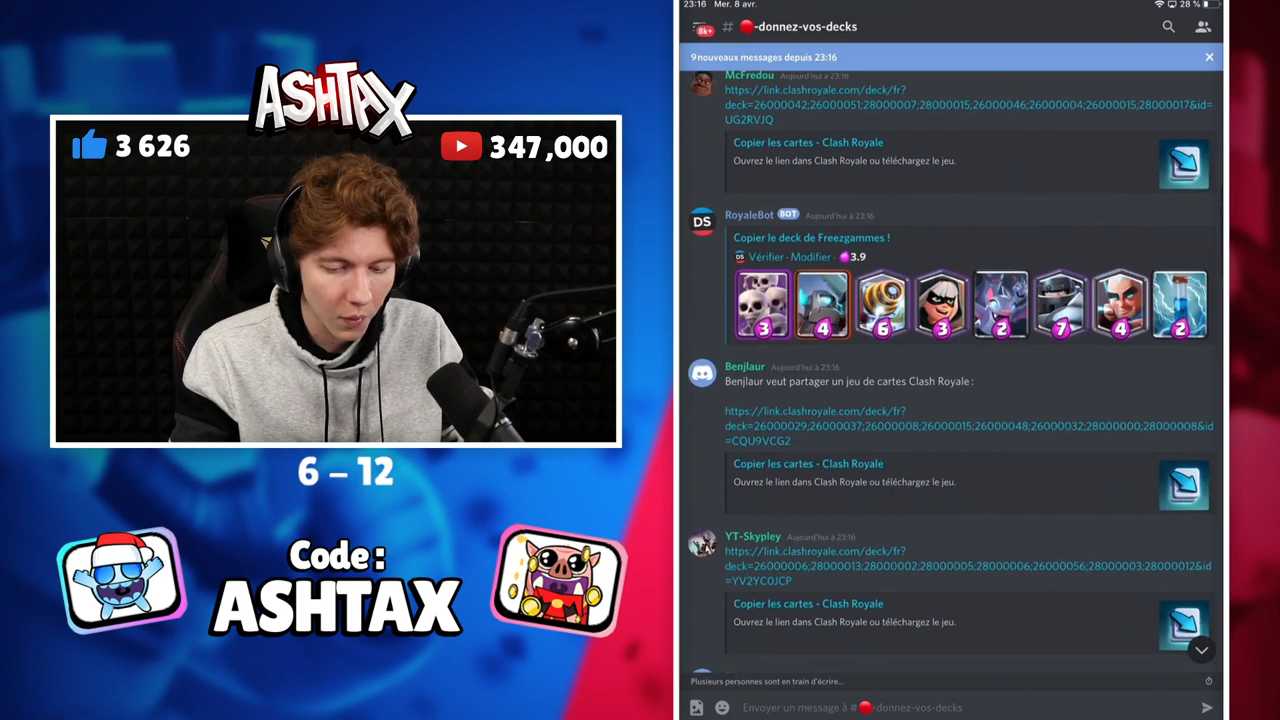 ASHTAX
3 626
347,000
6 – 12
Code :
ASHTAX
23:16 Mer. 8 avr.
28 %
8k+
# 🔴-donnez-vos-decks
9 nouveaux messages depuis 23:16
McFredou Aujourd'hui à 23:16
https://link.clashroyale.com/deck/fr?
deck=26000042;26000051;28000007;28000015;26000046;26000004;26000015;28000017&id=
UG2RVJQ
Copier les cartes - Clash Royale
Ouvrez le lien dans Clash Royale ou téléchargez le jeu.
DS
RoyaleBot BOT Aujourd'hui à 23:16
Copier le deck de Freezgammes !
DS Vérifier · Modifier · 3.9
3 4 6 3 2 7 4 2
Benjlaur Aujourd'hui à 23:16
Benjlaur veut partager un jeu de cartes Clash Royale :
https://link.clashroyale.com/deck/fr?
deck=26000029;26000037;26000008;26000015;26000048;26000032;28000000;28000008&id
=CQU9VCG2
Copier les cartes - Clash Royale
Ouvrez le lien dans Clash Royale ou téléchargez le jeu.
YT-Skypley Aujourd'hui à 23:16
https://link.clashroyale.com/deck/fr?
deck=26000006;28000013;28000002;28000005;28000006;26000056;28000003;28000012&id
=YV2YC0JCP
Copier les cartes - Clash Royale
Ouvrez le lien dans Clash Royale ou téléchargez le jeu.
Plusieurs personnes sont en train d'écrire...
Envoyer un message à # 🔴-donnez-vos-decks